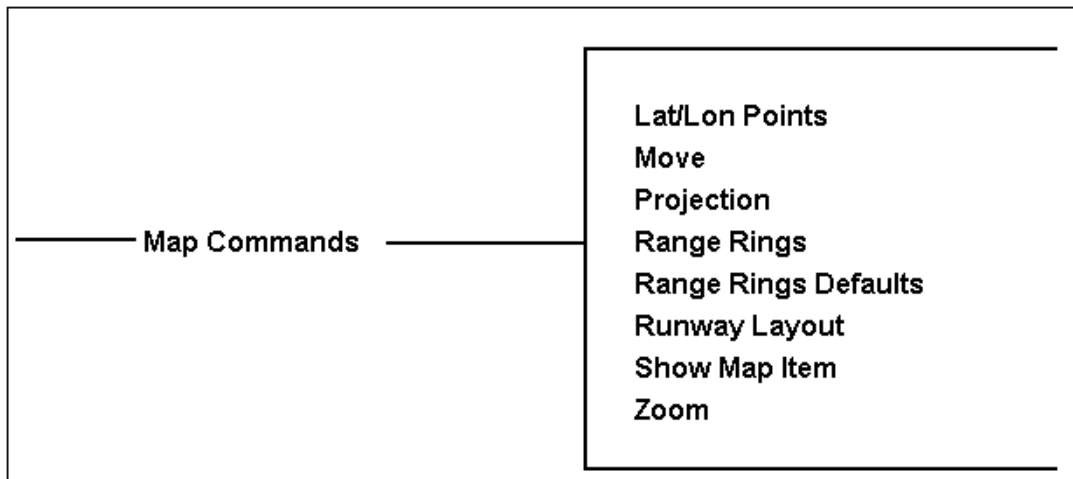 Map Commands
Lat/Lon Points
Move
Projection
Range Rings
Range Rings Defaults
Runway Layout
Show Map Item
Zoom